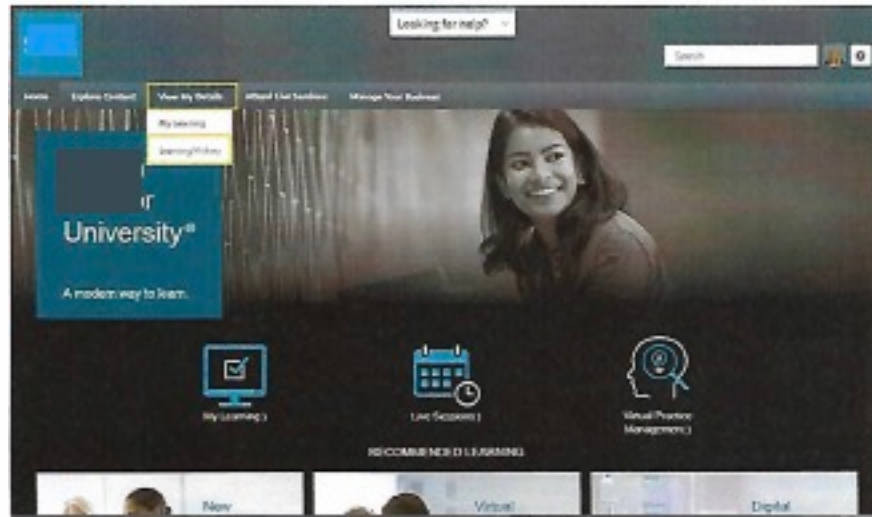 Looking for help?
Search
Home Explore Content View My Details Attend Live Sessions Manage Your Business
My Learning
Learning History
University®
A modern way to learn.
My Learning
Live Sessions
Virtual Practice
Management
RECOMMENDED LEARNING
New
Virtual
Digital